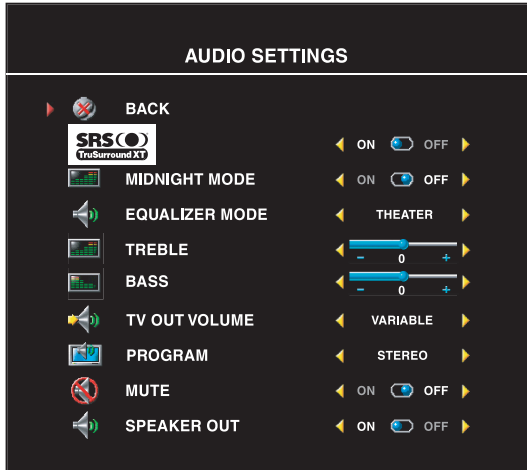 AUDIO SETTINGS
BACK
SRS
TruSurround XT
ON OFF
MIDNIGHT MODE ON OFF
EQUALIZER MODE THEATER
TREBLE - 0 +
BASS - 0 +
TV OUT VOLUME VARIABLE
PROGRAM STEREO
MUTE ON OFF
SPEAKER OUT ON OFF